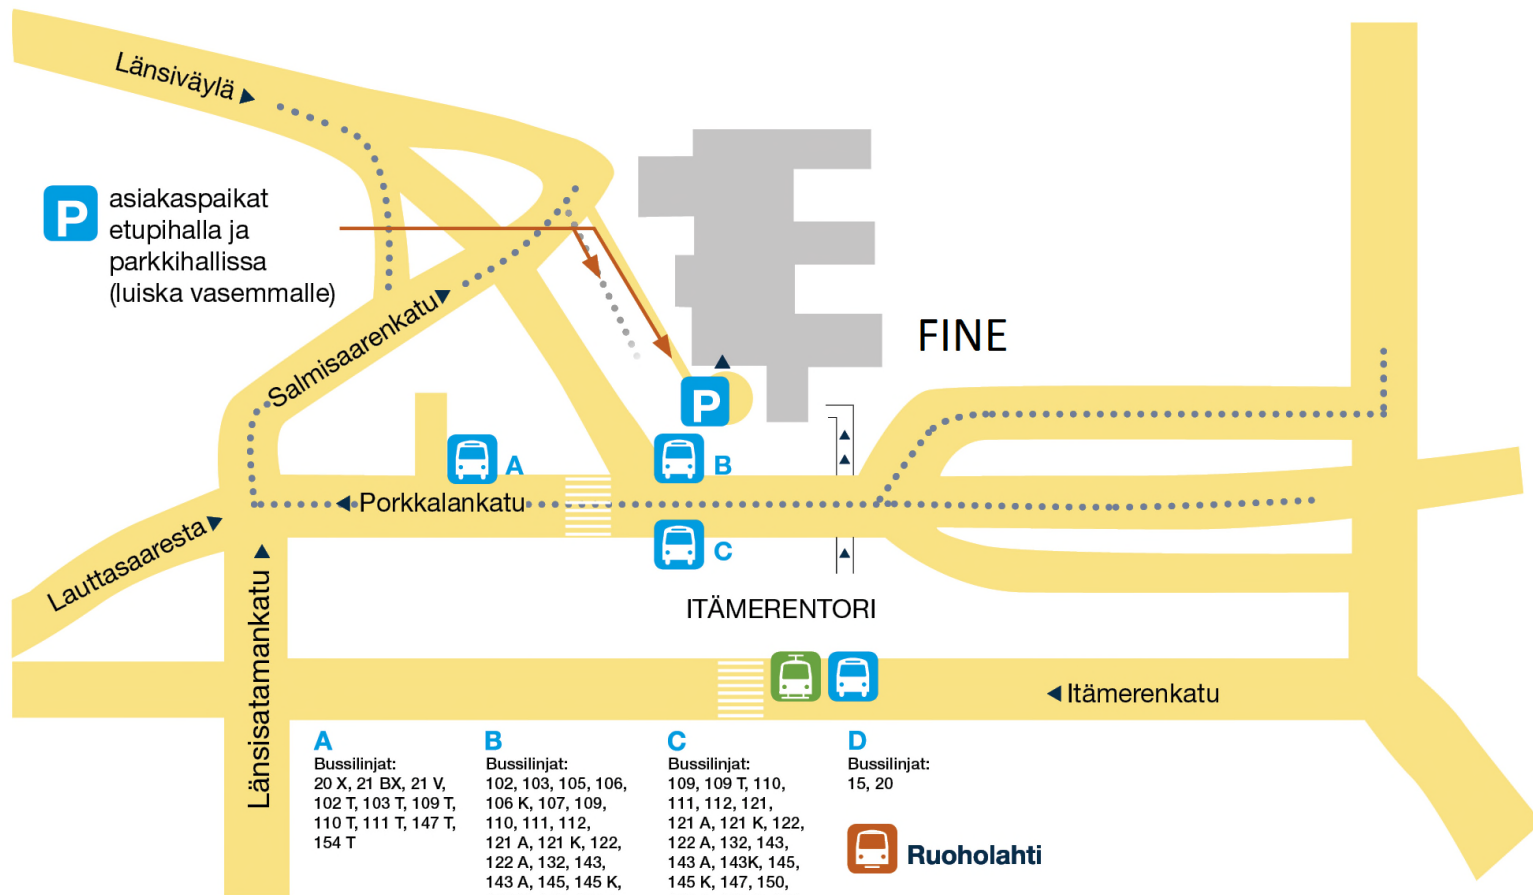 Länsiväylä
P
asiakaspaikat
etupihalla ja
parkkihallissa
(luiska vasemmalle)
Salmisaarenkatu
FINE
P
A
B
Porkkalankatu
C
Lauttasaaresta
Länsisatamankatu
ITÄMERENTORI
Itämerenkatu
A
Bussilinjat:
20 X, 21 BX, 21 V,
102 T, 103 T, 109 T,
110 T, 111 T, 147 T,
154 T
B
Bussilinjat:
102, 103, 105, 106,
106 K, 107, 109,
110, 111, 112,
121 A, 121 K, 122,
122 A, 132, 143,
143 A, 145, 145 K,
C
Bussilinjat:
109, 109 T, 110,
111, 112, 121,
121 A, 121 K, 122,
122 A, 132, 143,
143 A, 143K, 145,
145 K, 147, 150,
D
Bussilinjat:
15, 20
Ruoholahti